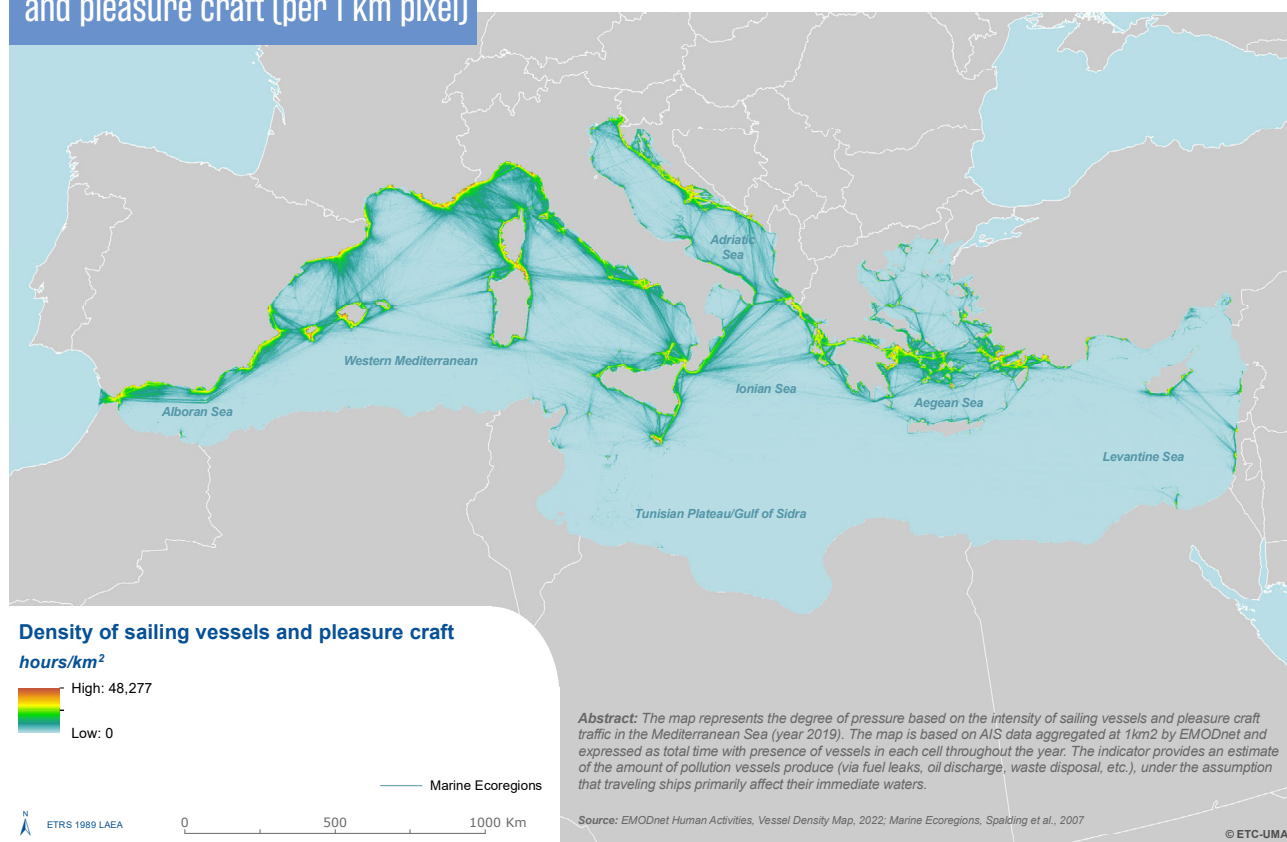 and pleasure craft (per 1 km pixel)
Adriatic
Sea
Western Mediterranean
Ionian Sea
Aegean Sea
Alboran Sea
Levantine Sea
Tunisian Plateau/Gulf of Sidra
Density of sailing vessels and pleasure craft
hours/km²
High: 48,277
Low: 0
Marine Ecoregions
N
ETRS 1989 LAEA
0 500 1000 Km
Abstract: The map represents the degree of pressure based on the intensity of sailing vessels and pleasure craft
traffic in the Mediterranean Sea (year 2019). The map is based on AIS data aggregated at 1km2 by EMODnet and
expressed as total time with presence of vessels in each cell throughout the year. The indicator provides an estimate
of the amount of pollution vessels produce (via fuel leaks, oil discharge, waste disposal, etc.), under the assumption
that traveling ships primarily affect their immediate waters.
Source: EMODnet Human Activities, Vessel Density Map, 2022; Marine Ecoregions, Spalding et al., 2007
© ETC-UMA